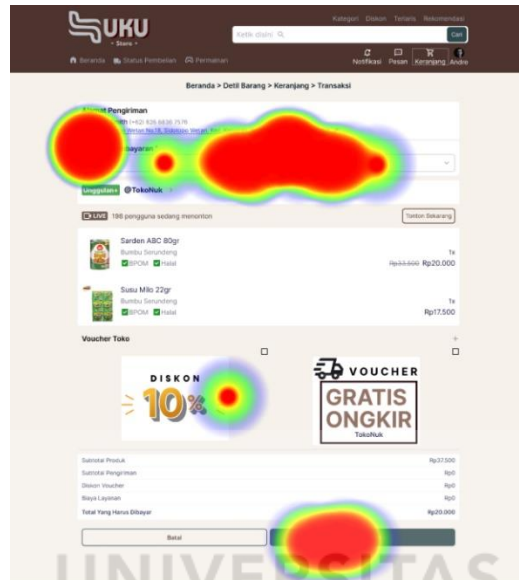 Kategori Diskon Terlaris Rekomendasi
SUKU
- Store -
Ketik disini
Cari
Beranda Status Pembelian Permainan
Notifikasi Pesan Keranjang Andre
Beranda > Detil Barang > Keranjang > Transaksi
Pengiriman
Unggulan+ @TokoNuk
LIVE 198 pengguna sedang menonton
Tonton Sekarang
Sarden ABC 80gr
Bumbu Serundeng
1x
BPOM Halal
Rp33.500 Rp20.000
Susu Milo 22gr
Bumbu Serundeng
1x
BPOM Halal
Rp17.500
Voucher Toko +
DISKON
10%
VOUCHER
GRATIS
ONGKIR
TokoNuk
Subtotal Produk Rp37.500
Subtotal Pengiriman Rp0
Diskon Voucher Rp0
Biaya Layanan Rp0
Total Yang Harus Dibayar Rp20.000
Batal
UNIVERSITAS